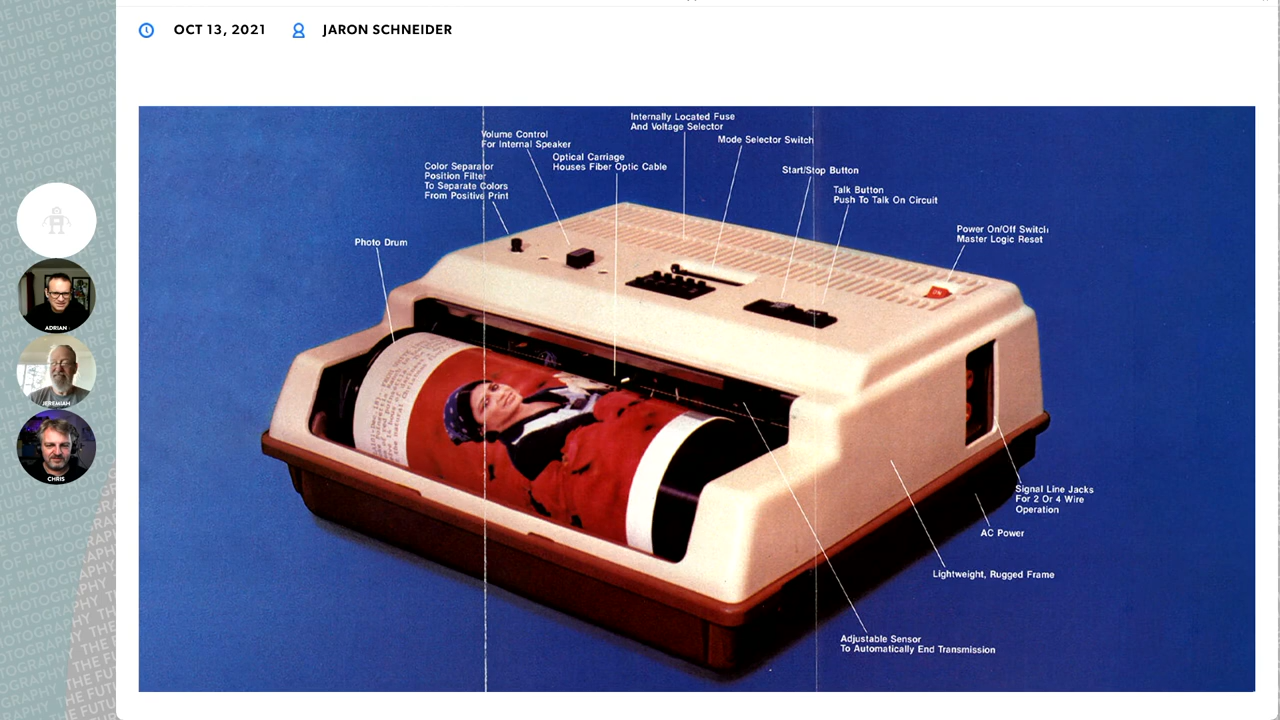 OCT 13, 2021
JARON SCHNEIDER
Internally Located Fuse
And Voltage Selector
Volume Control
For Internal Speaker
Mode Selector Switch
Optical Carriage
Houses Fiber Optic Cable
Color Separator
Position Filter
To Separate Colors
From Positive Print
Start/Stop Button
Talk Button
Push To Talk On Circuit
Photo Drum
Power On/Off Switch
Master Logic Reset
Signal Line Jacks
For 2 Or 4 Wire
Operation
AC Power
Lightweight, Rugged Frame
Adjustable Sensor
To Automatically End Transmission
ADRIAN
JEREMIAH
CHRIS
THE FUTURE OF PHOTOGRAPHY